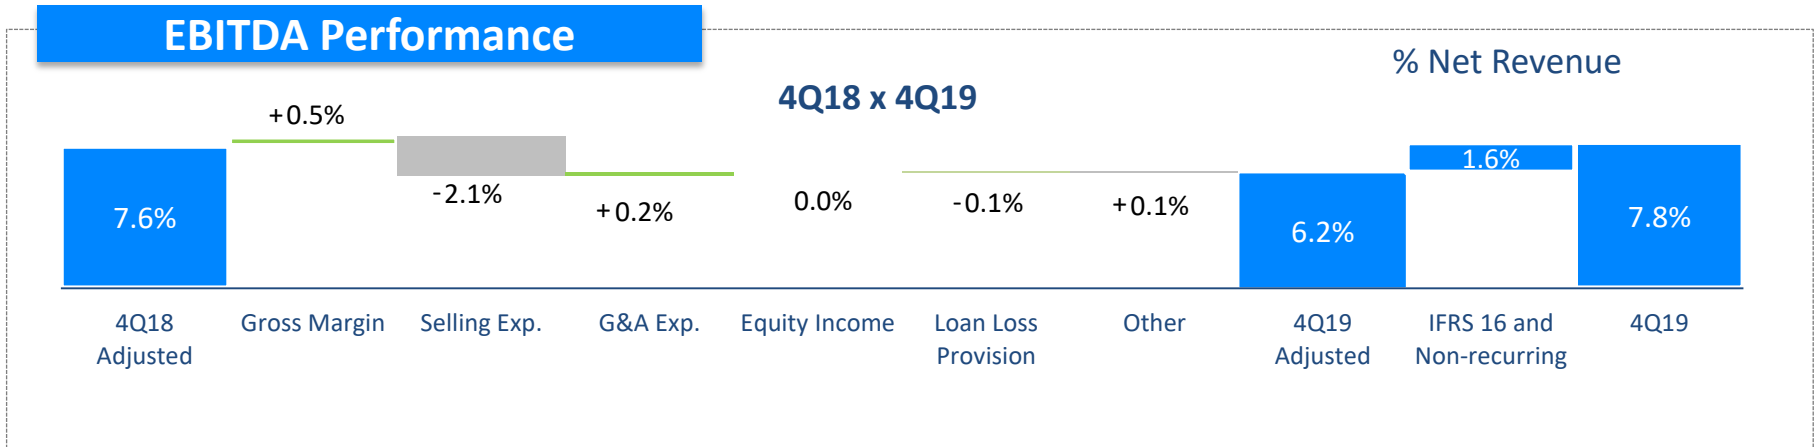 EBITDA Performance
% Net Revenue
4Q18 x 4Q19
+0.5%
-2.1%
+0.2%
0.0%
-0.1%
+0.1%
1.6%
7.6%
6.2%
7.8%
4Q18
Adjusted
Gross Margin
Selling Exp.
G&A Exp.
Equity Income
Loan Loss
Provision
Other
4Q19
Adjusted
IFRS 16 and
Non-recurring
4Q19